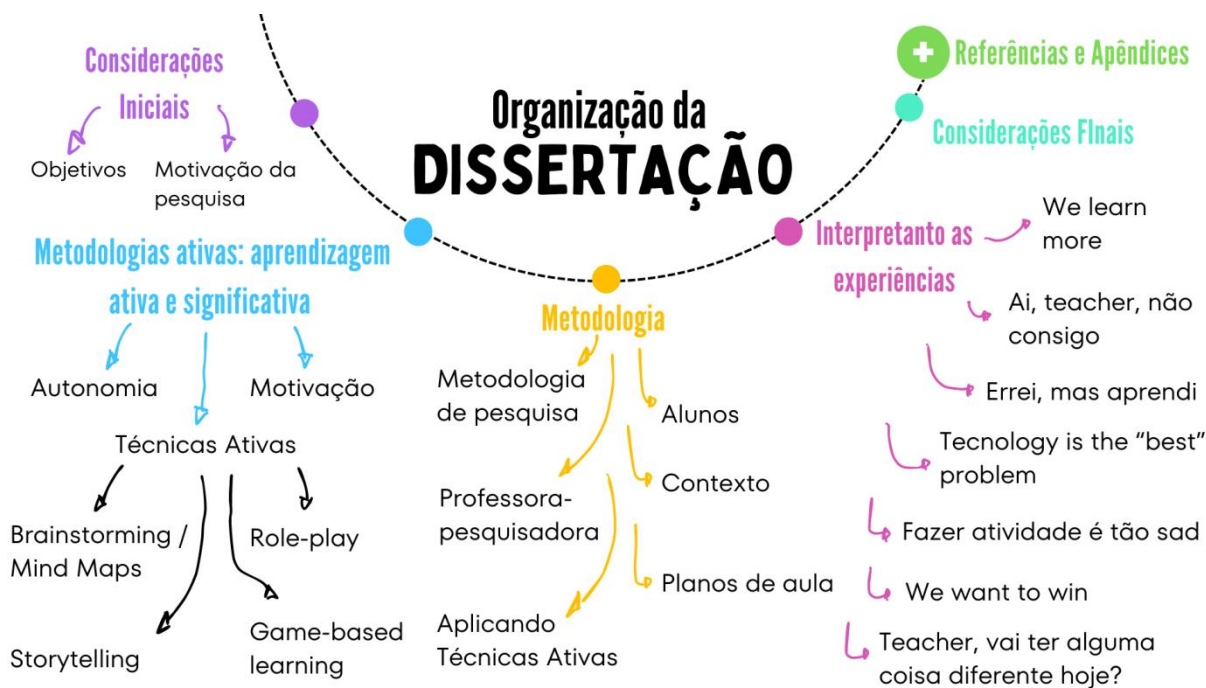 Organização da
DISSERTAÇÃO
Considerações
Iniciais
Objetivos
Motivação da
pesquisa
Metodologias ativas: aprendizagem
ativa e significativa
Autonomia
Motivação
Técnicas Ativas
Brainstorming /
Mind Maps
Role-play
Storytelling
Game-based
learning
Metodologia
Metodologia
de pesquisa
Alunos
Professora-
pesquisadora
Contexto
Aplicando
Técnicas Ativas
Planos de aula
Interpretanto as
experiências
We learn
more
Ai, teacher, não
consigo
Errei, mas aprendi
Tecnology is the “best”
problem
Fazer atividade é tão sad
We want to win
Teacher, vai ter alguma
coisa diferente hoje?
Considerações FInais
+ Referências e Apêndices